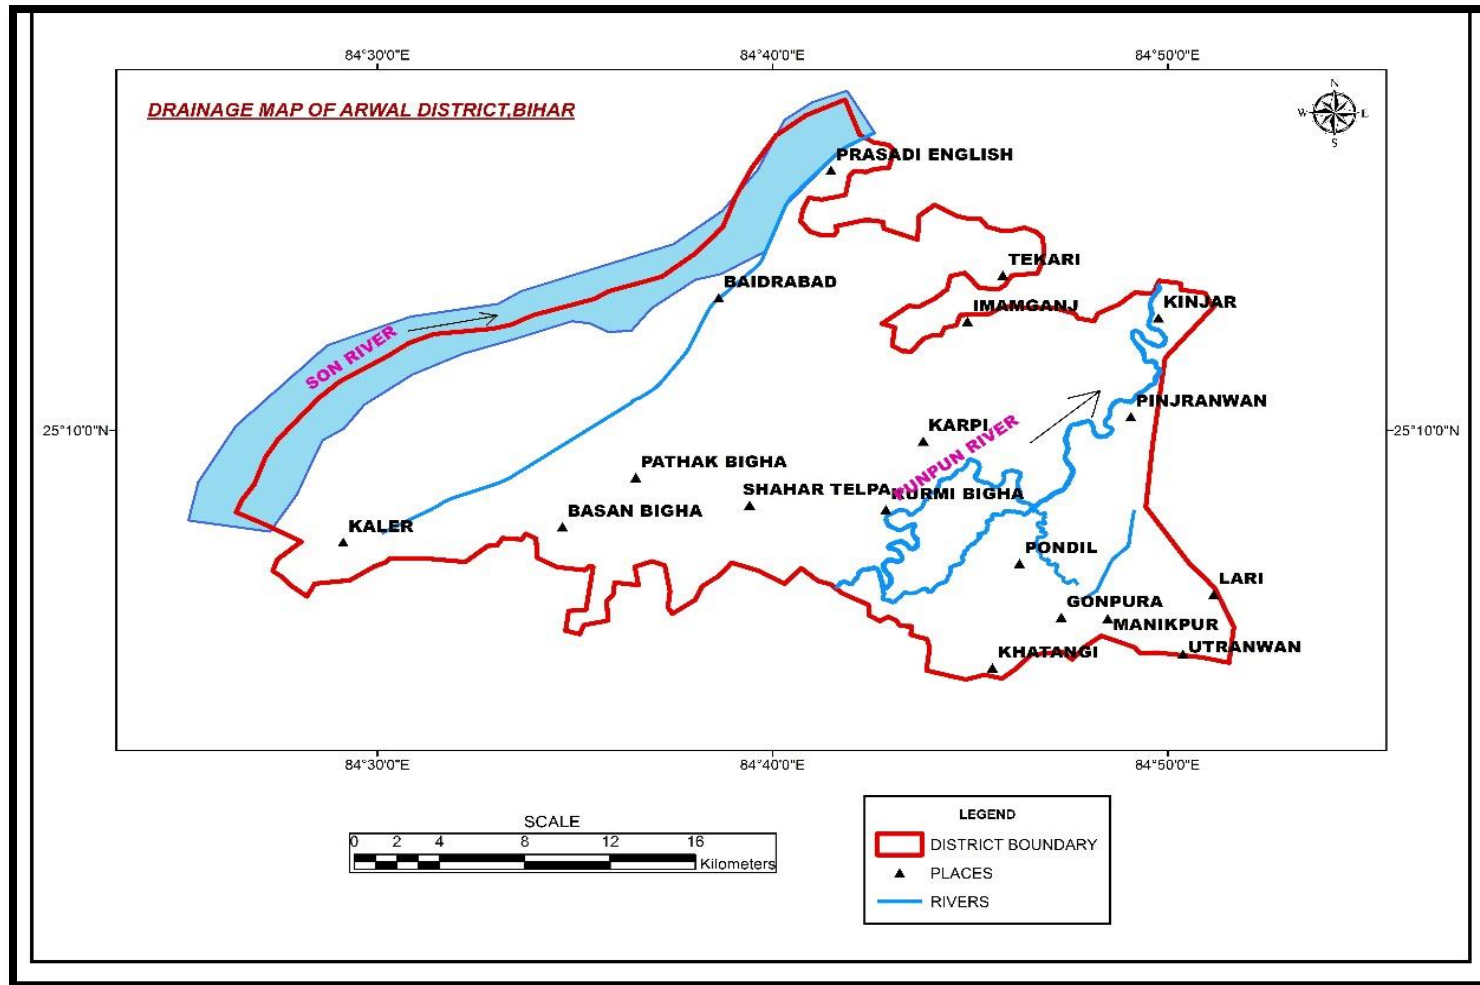 84°30'0"E
84°40'0"E
84°50'0"E
DRAINAGE MAP OF ARWAL DISTRICT,BIHAR
N
W
E
S
PRASADI ENGLISH
TEKARI
BAIDRABAD
IMAMGANJ
KINJAR
SON RIVER
PINJRANWAN
25°10'0"N
25°10'0"N
KARPI
PUNPUN RIVER
PATHAK BIGHA
SHAHAR TELPA
KURMI BIGHA
BASAN BIGHA
KALER
PONDIL
LARI
GONPURA
MANIKPUR
UTRANWAN
KHATANGI
84°30'0"E
84°40'0"E
84°50'0"E
SCALE
0 2 4 8 12 16
Kilometers
LEGEND
DISTRICT BOUNDARY
PLACES
RIVERS